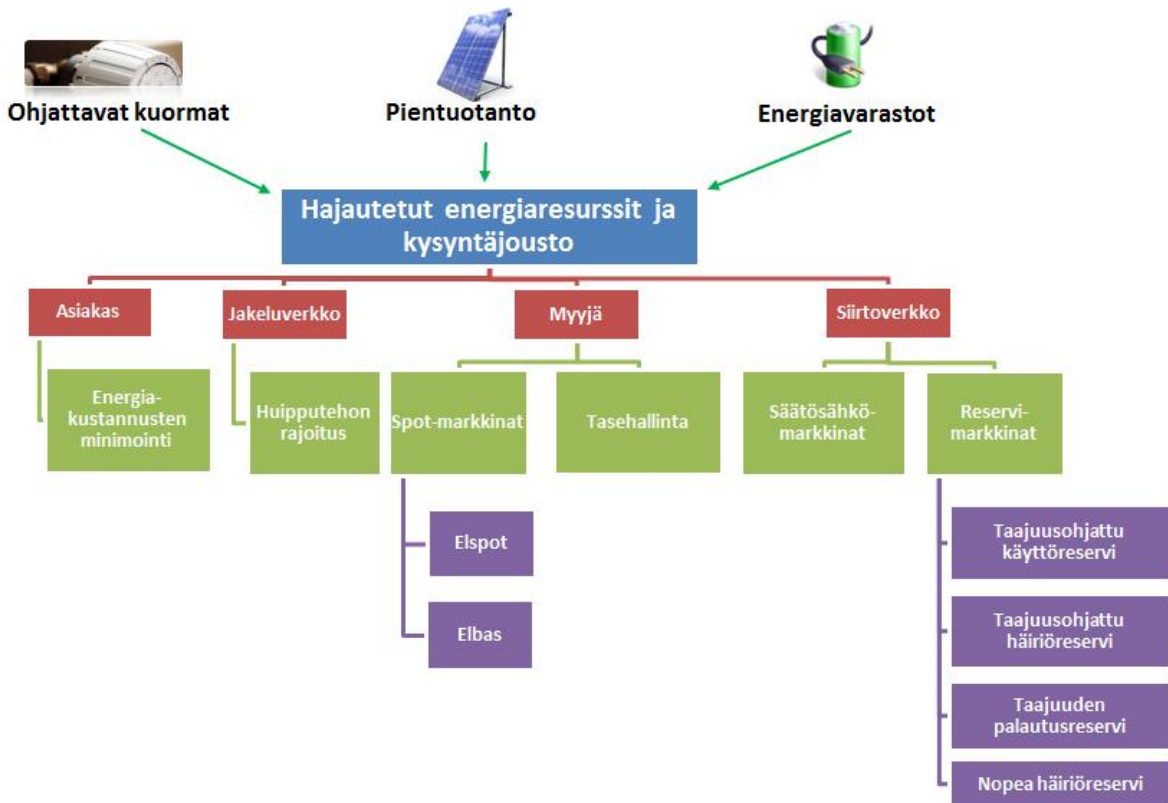 Ohjattavat kuormat
Pientuotanto
Energiavarastot
Hajautetut energiaresurssit ja
kysyntäjousto
Asiakas
Jakeluverkko
Myyjä
Siirtoverkko
Energia-
kustannusten
minimointi
Huipputehon
rajoitus
Spot-markkinat
Tasehallinta
Säätösähkö-
markkinat
Reservi-
markkinat
Elspot
Elbas
Taajuusohjattu
käyttöreservi
Taajuusohjattu
häiriöreservi
Taajuuden
palautusreservi
Nopea häiriöreservi